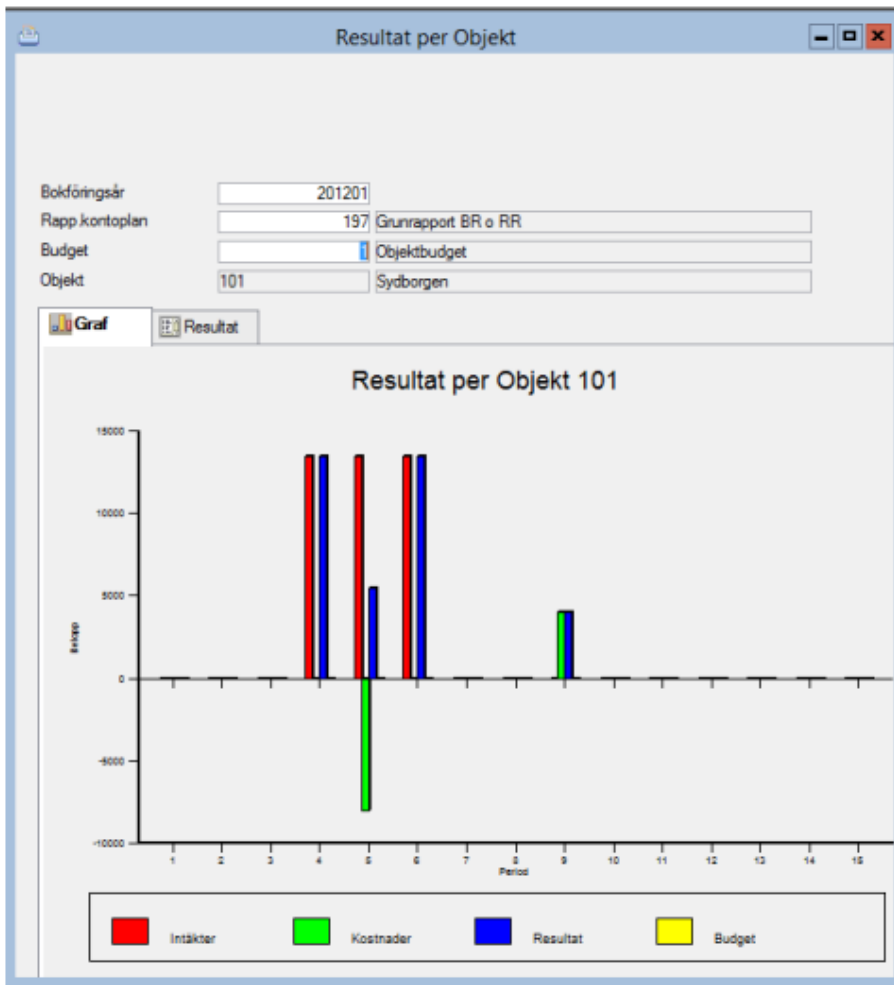 Resultat per Objekt
Bokföringsår 201201
Rapp.kontoplan 197 Grunrapport BR o RR
Budget 1 Objektbudget
Objekt 101 Sydborgen
Graf Resultat
Resultat per Objekt 101
15000
10000
5000
0
-5000
-10000
Belopp
1 2 3 4 5 6 7 8 9 10 11 12 13 14 15
Period
Intäkter Kostnader Resultat Budget